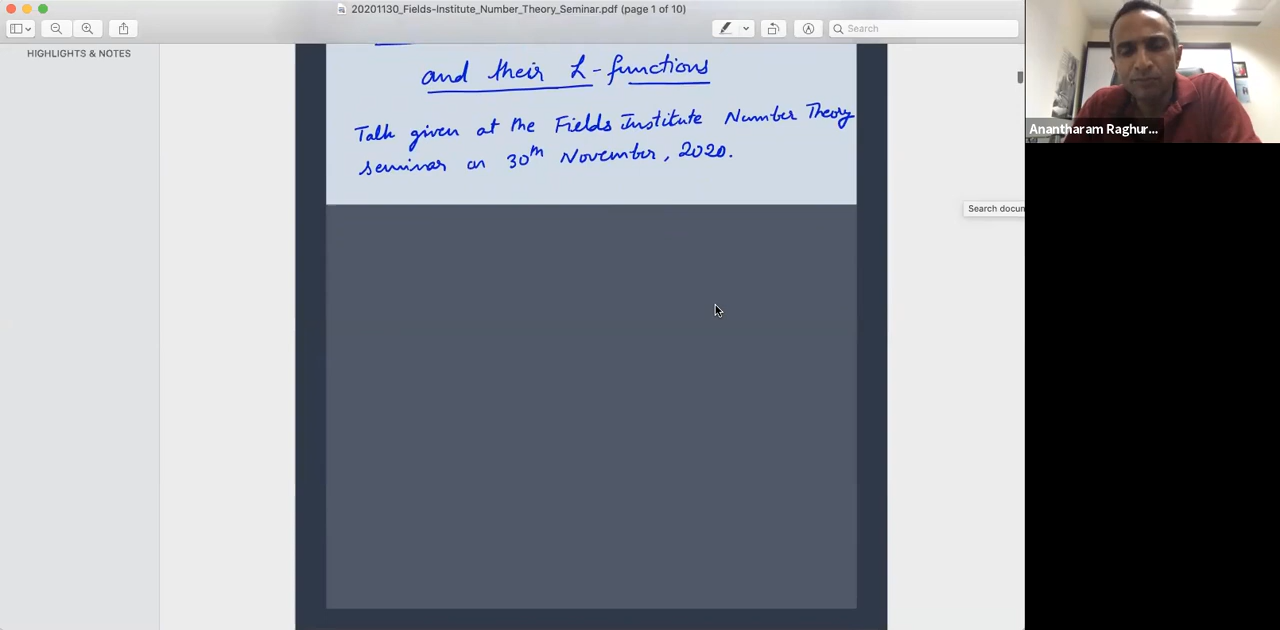 20201130_Fields-Institute_Number_Theory_Seminar.pdf (page 1 of 10)
Search
HIGHLIGHTS & NOTES
and their L-functions
Talk given at the Fields Institute Number Theory
seminar on 30th November, 2020.
Search docum
Anantharam Raghur...